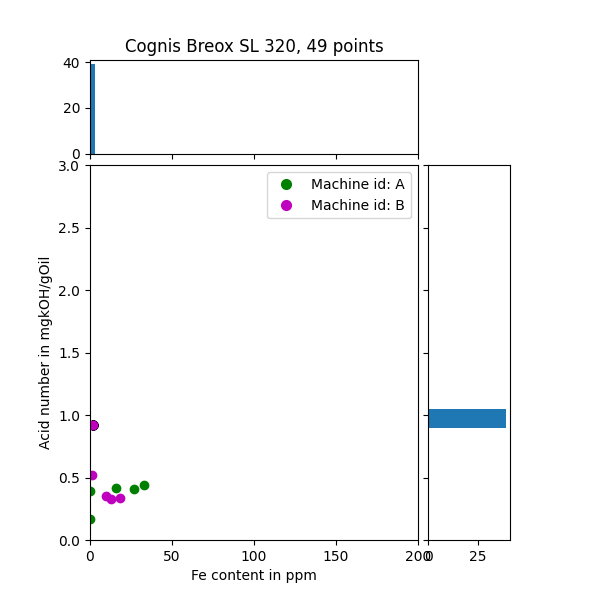 Cognis Breox SL 320, 49 points
40
20
0
3.0
2.5
2.0
1.5
1.0
0.5
0.0
Acid number in mgkOH/gOil
Machine id: A
Machine id: B
0 50 100 150 200
0 25
Fe content in ppm